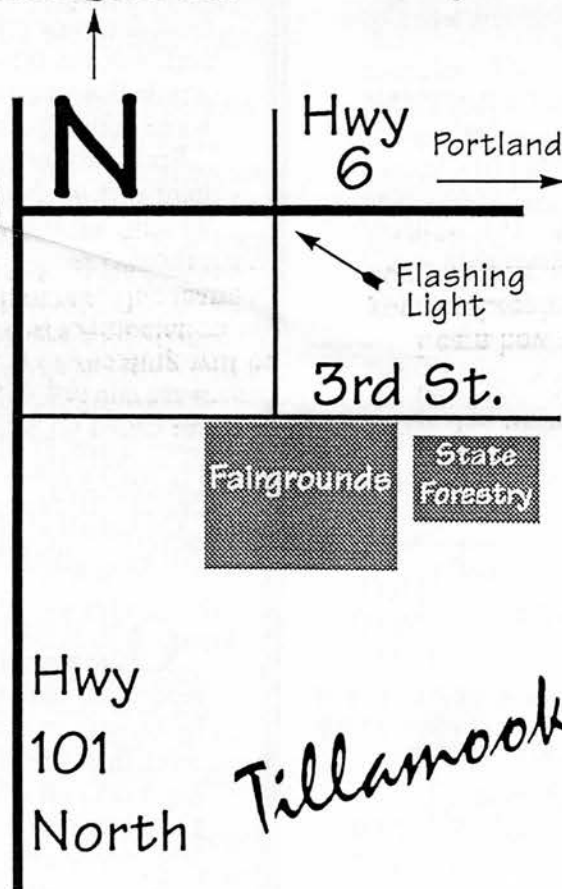 N
Hwy
6
Portland
Flashing
Light
3rd St.
Fairgrounds
State
Forestry
Hwy
101
North
Tillamook